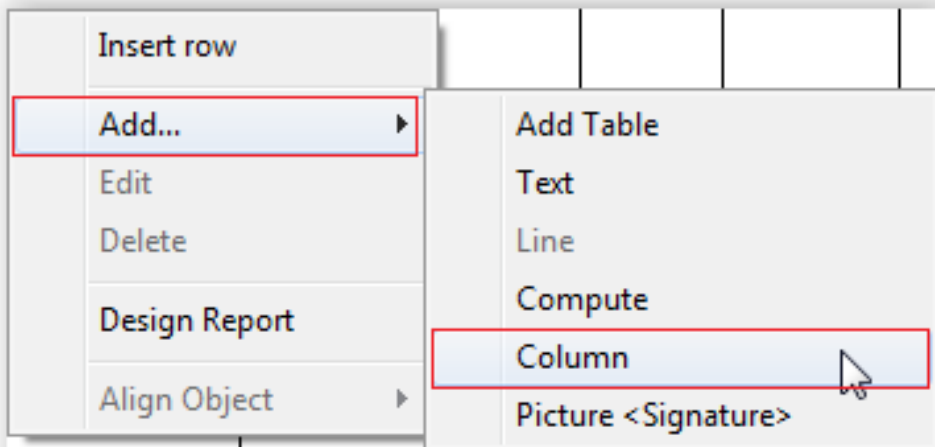 Insert row
Add...
Edit
Delete
Design Report
Align Object
Add Table
Text
Line
Compute
Column
Picture <Signature>